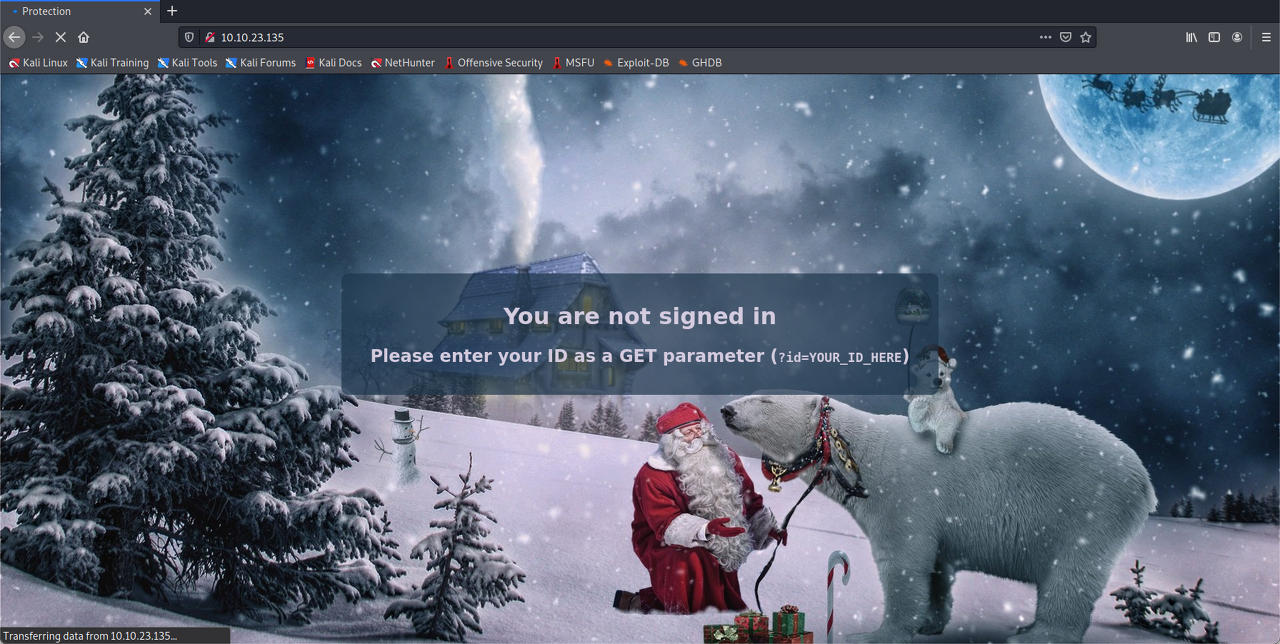 Protection
10.10.23.135
Kali Linux Kali Training Kali Tools Kali Forums Kali Docs NetHunter Offensive Security MSFU Exploit-DB GHDB
You are not signed in
Please enter your ID as a GET parameter (?id=YOUR_ID_HERE)
Transferring data from 10.10.23.135…